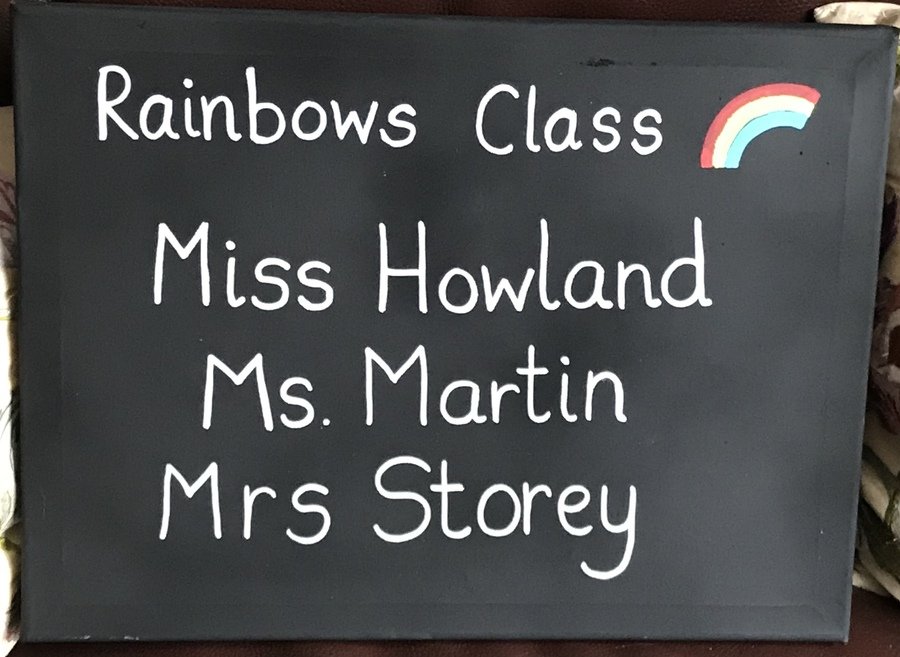 Rainbows Class
Miss Howland
Ms. Martin
Mrs Storey